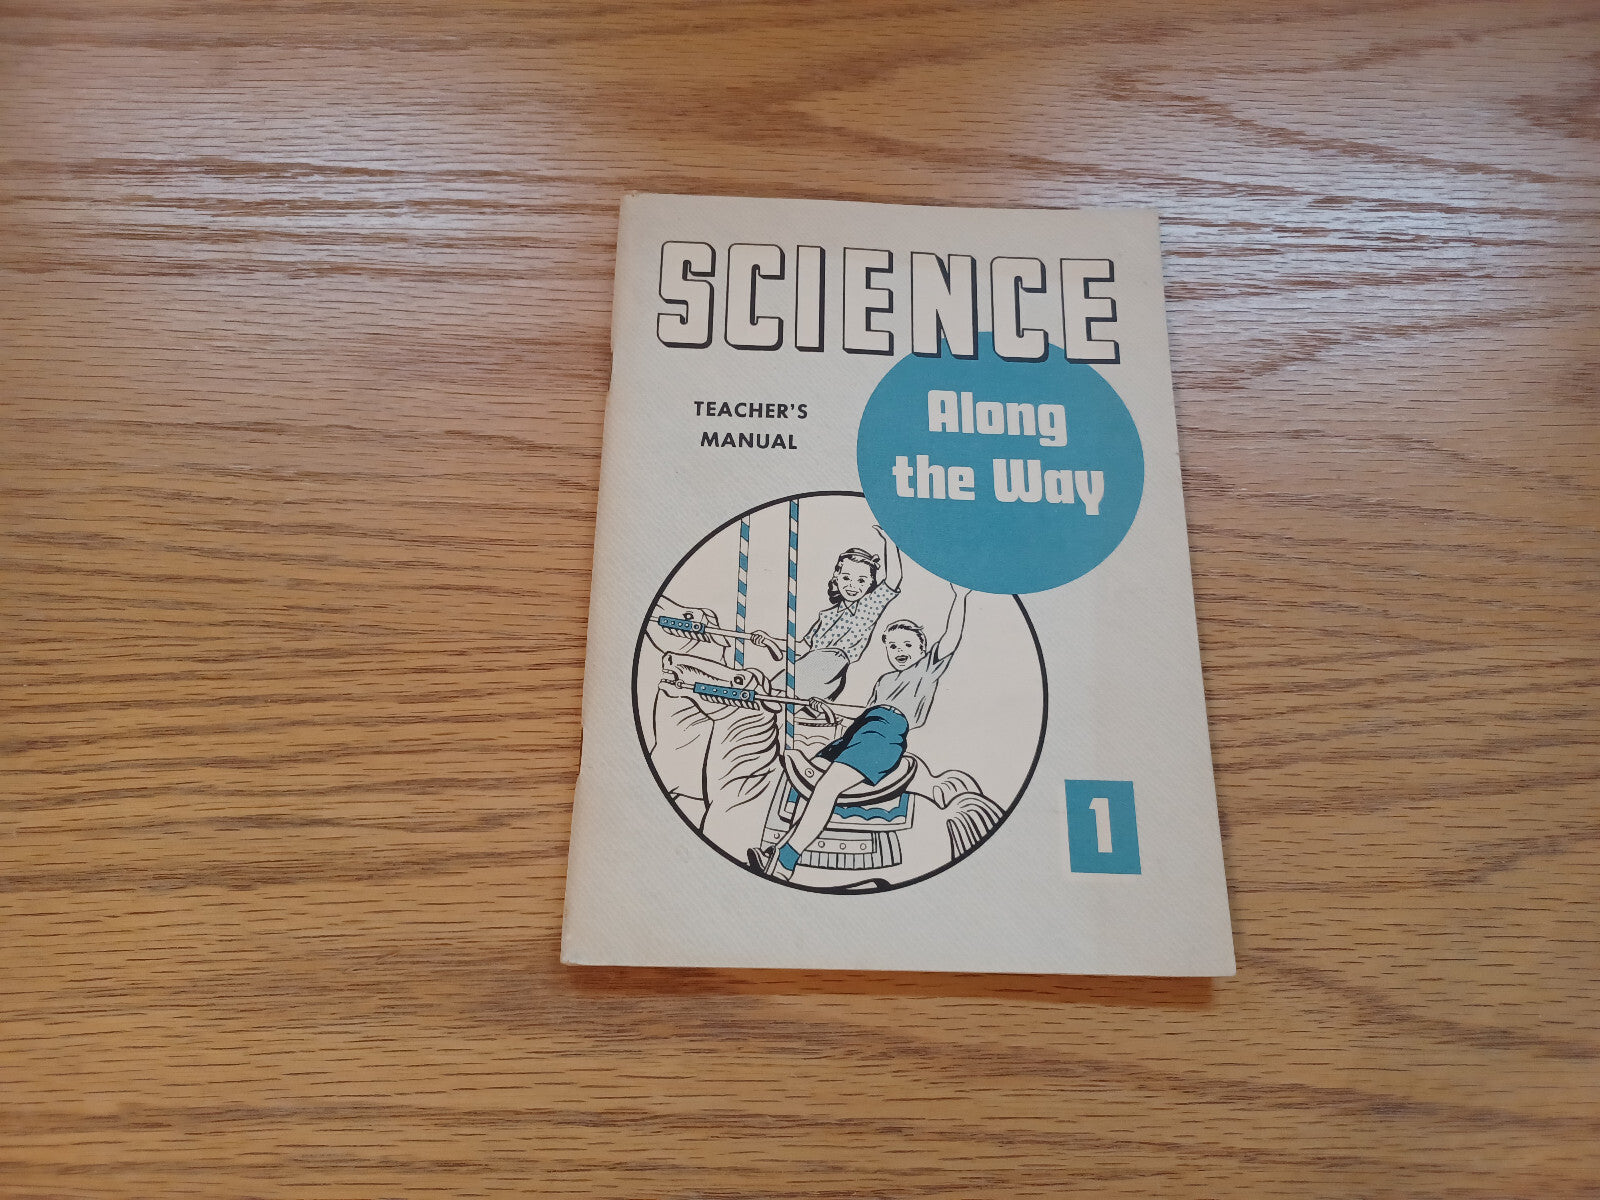 SCIENCE
Along
the Way
TEACHER'S
MANUAL
1